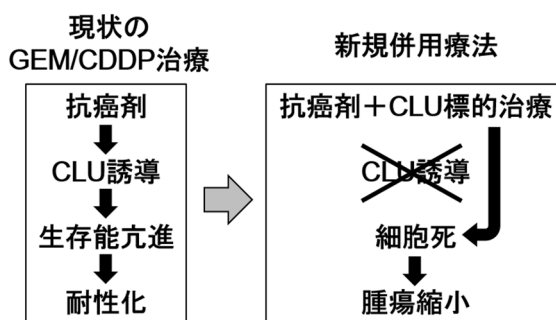 現状の
GEM/CDDP治療
抗癌剤
CLU誘導
生存能亢進
耐性化
新規併用療法
抗癌剤＋CLU標的治療
CLU誘導
細胞死
腫瘍縮小